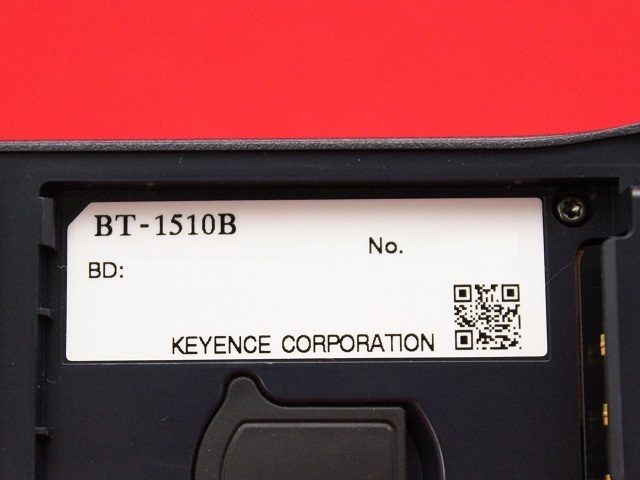 BT-1510B
No.
BD:
KEYENCE CORPORATION